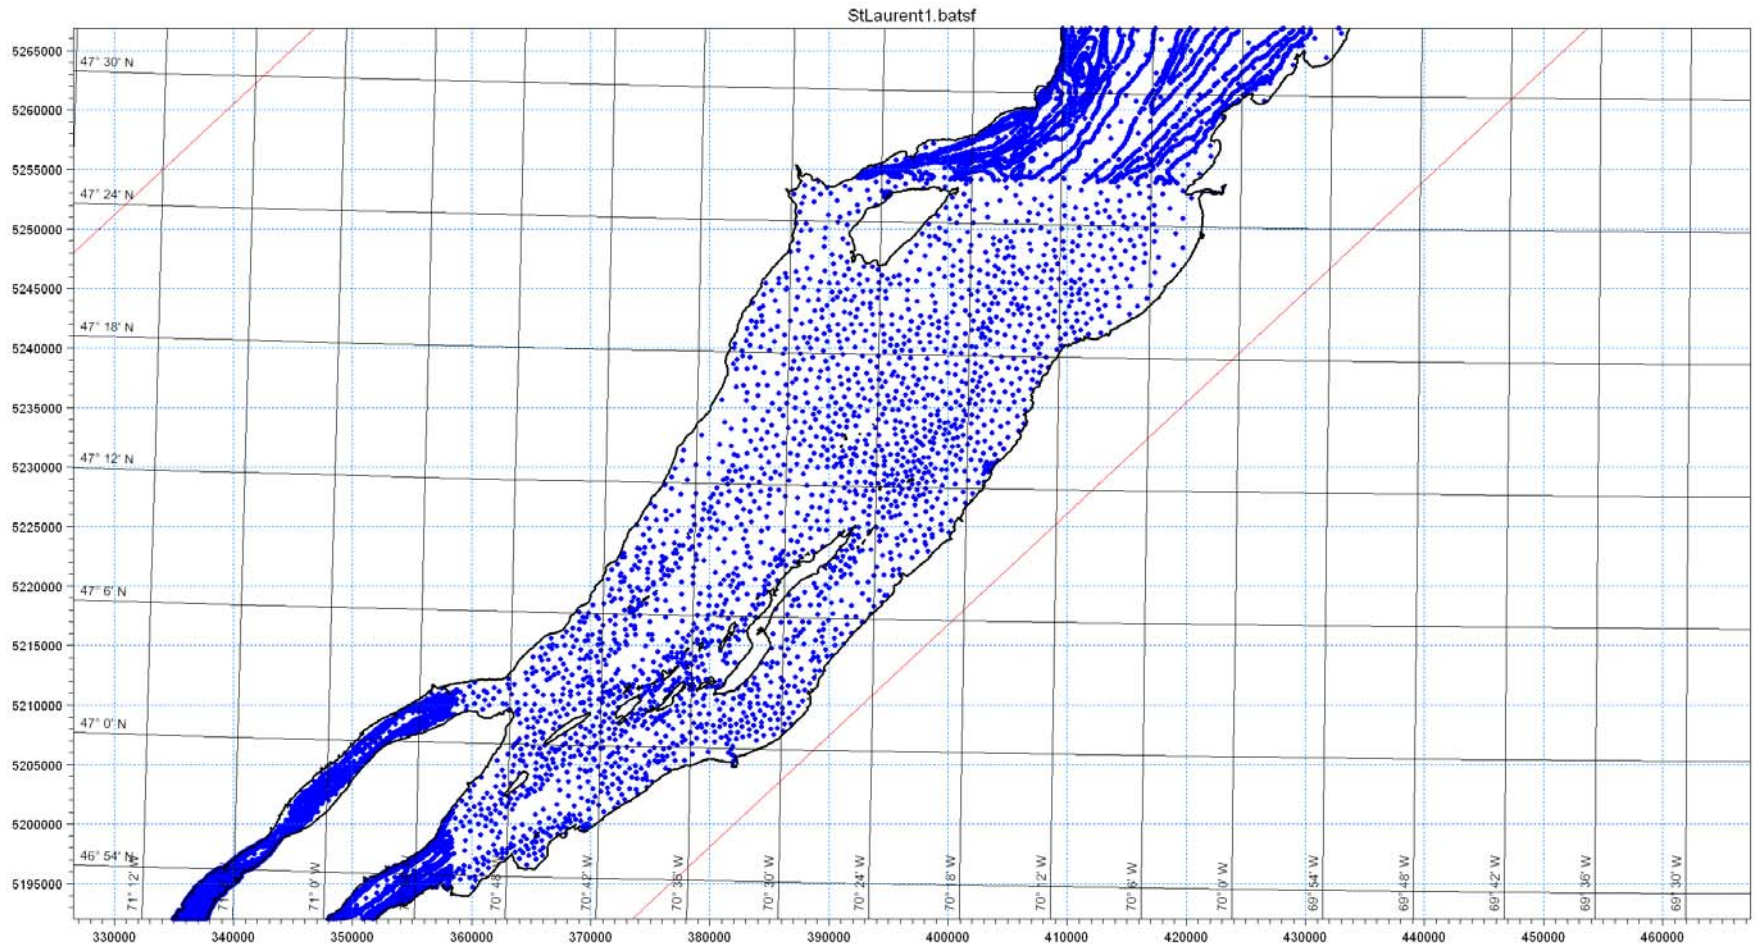 StLaurent1.batsf
5265000
47° 30' N
5260000
5255000
47° 24' N
5250000
5245000
47° 18' N
5240000
5235000
47° 12' N
5230000
5225000
5220000
47° 6' N
5215000
5210000
47° 0' N
5205000
5200000
46° 54' N
5195000
71° 12' W
71° 0' W
70° 48' W
70° 42' W
70° 36' W
70° 30' W
70° 24' W
70° 18' W
70° 12' W
70° 6' W
70° 0' W
69° 54' W
69° 48' W
69° 42' W
69° 36' W
69° 30' W
330000 340000 350000 360000 370000 380000 390000 400000 410000 420000 430000 440000 450000 460000